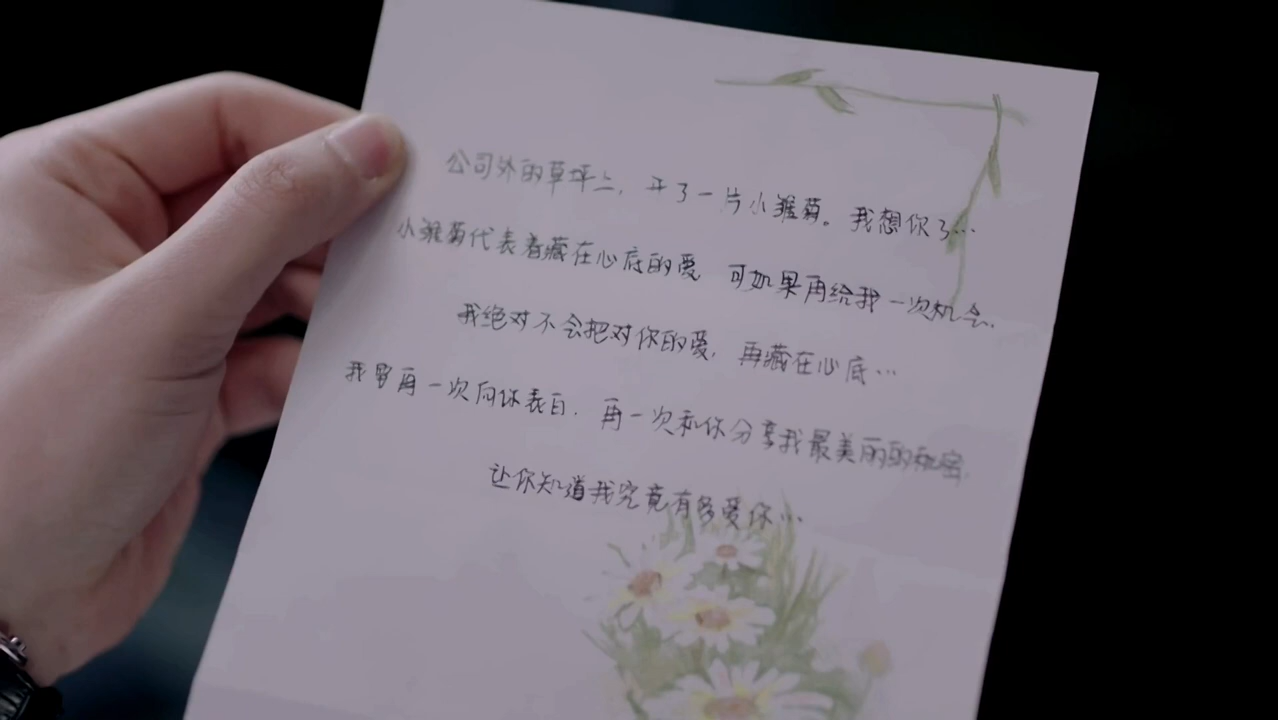 公司外的草坪上，开了一片小雏菊。我想你了…
小雏菊代表着藏在心底的爱 可如果再给我一次机会，
我绝对不会把对你的爱，再藏在心底…
我要再一次向你表白，再一次和你分享我最美丽的秘密，
让你知道我究竟有多爱你…